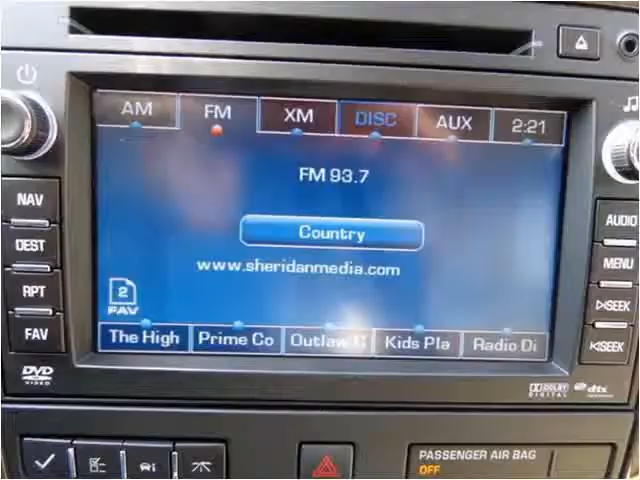 AM FM XM DISC AUX 2:21
FM 93.7
Country
www.sheridanmedia.com
2
FAV
The High Prime Co Outlaw C Kids Pla Radio Di
NAV
DEST
RPT
FAV
DVD
VIDEO
AUDIO
MENU
SEEK
SEEK
DOLBY
DIGITAL
dts
PASSENGER AIR BAG
OFF